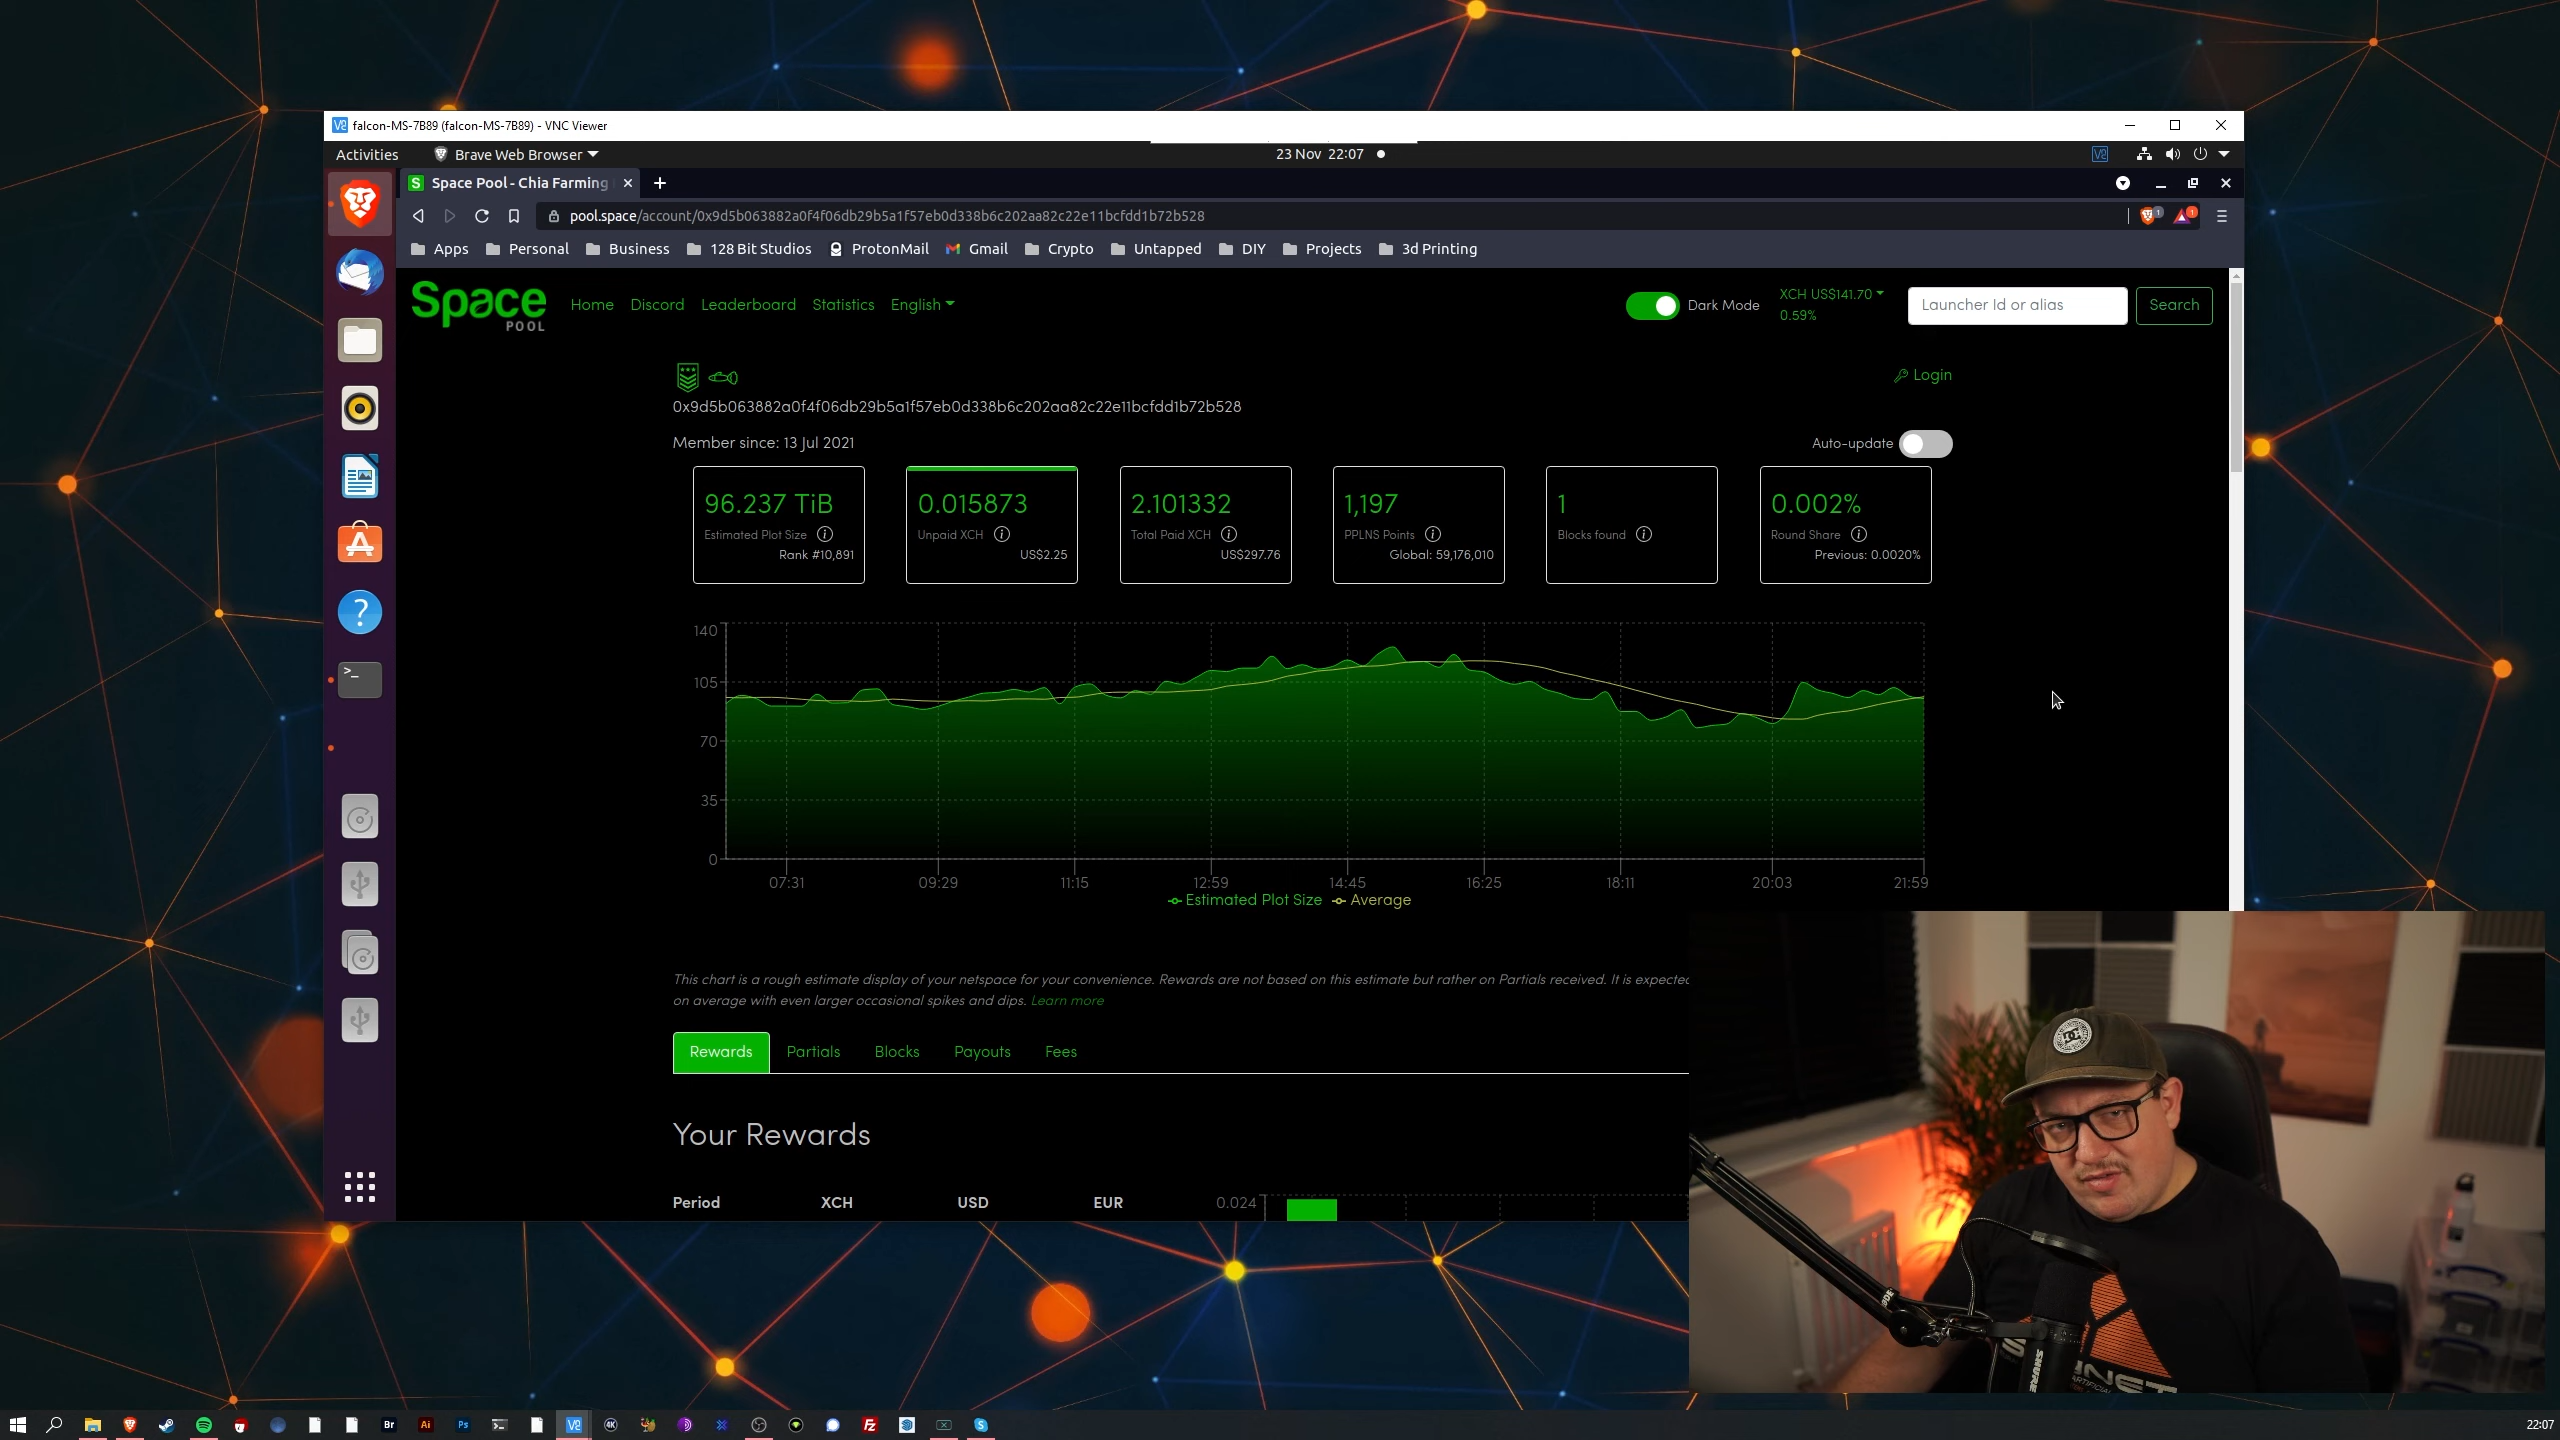 falcon-MS-7B89 (falcon-MS-7B89) - VNC Viewer
Activities
Brave Web Browser
23 Nov 22:07
Space Pool - Chia Farming
pool.space/account/0x9d5b063882a0f4f06db29b5a1f57eb0d338b6c202aa82c22e11bcfdd1b72b528
Apps
Personal
Business
128 Bit Studios
ProtonMail
Gmail
Crypto
Untapped
DIY
Projects
3d Printing
Space
POOL
Home
Discord
Leaderboard
Statistics
English
Dark Mode
XCH US$141.70
0.59%
Launcher Id or alias
Search
Login
0x9d5b063882a0f4f06db29b5a1f57eb0d338b6c202aa82c22e11bcfdd1b72b528
Member since: 13 Jul 2021
Auto-update
96.237 TiB
Estimated Plot Size
Rank #10,891
0.015873
Unpaid XCH
US$2.25
2.101332
Total Paid XCH
US$297.76
1,197
PPLNS Points
Global: 59,176,010
1
Blocks found
0.002%
Round Share
Previous: 0.0020%
140
105
70
35
0
07:31
09:29
11:15
12:59
14:45
16:25
18:11
20:03
21:59
Estimated Plot Size
Average
This chart is a rough estimate display of your netspace for your convenience. Rewards are not based on this estimate but rather on Partials received. It is expected
on average with even larger occasional spikes and dips. Learn more
Rewards
Partials
Blocks
Payouts
Fees
Your Rewards
Period
XCH
USD
EUR
0.024
SHURE
Br
Ai
Ps
4K
22:07